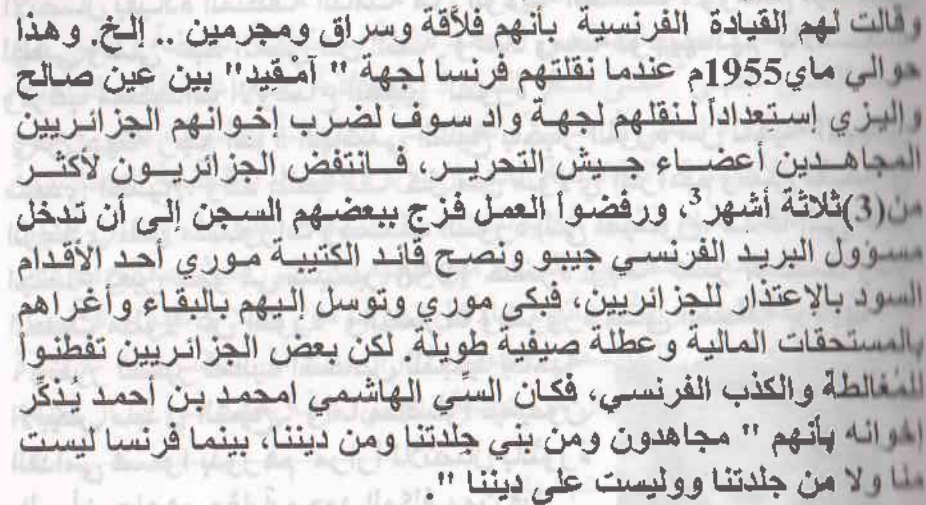 وقالت لهم القيادة الفرنسية بأنهم فلاقة وسراق ومجرمين .. إلخ. وهذا
حوالي ماي1955م عندما نقلتهم فرنسا لجهة " آمْقِيد" بين عين صالح
واليزي إستعداداً لنقلهم لجهة واد سوف لضرب إخوانهم الجزائريين
المجاهدين أعضاء جيش التحرير، فانتفض الجزائريون لأكثر
من(3)ثلاثة أشهر3، ورفضوا العمل فزج ببعضهم السجن إلى أن تدخل
مسؤول البريد الفرنسي جيبو ونصح قائد الكتيبة موري أحد الأقدام
السود بالإعتذار للجزائريين، فبكى موري وتوسل إليهم بالبقاء وأغراهم
بالمستحقات المالية وعطلة صيفية طويلة. لكن بعض الجزائريين تفطنوا
للمُغالطة والكذب الفرنسي، فكان السِّي الهاشمي امحمد بن أحمد يُذكَّر
إخوانه بأنهم " مجاهدون ومن بني جِلدتنا ومن ديننا، بينما فرنسا ليست
منا ولا من جلدتنا ووليست على ديننا ".